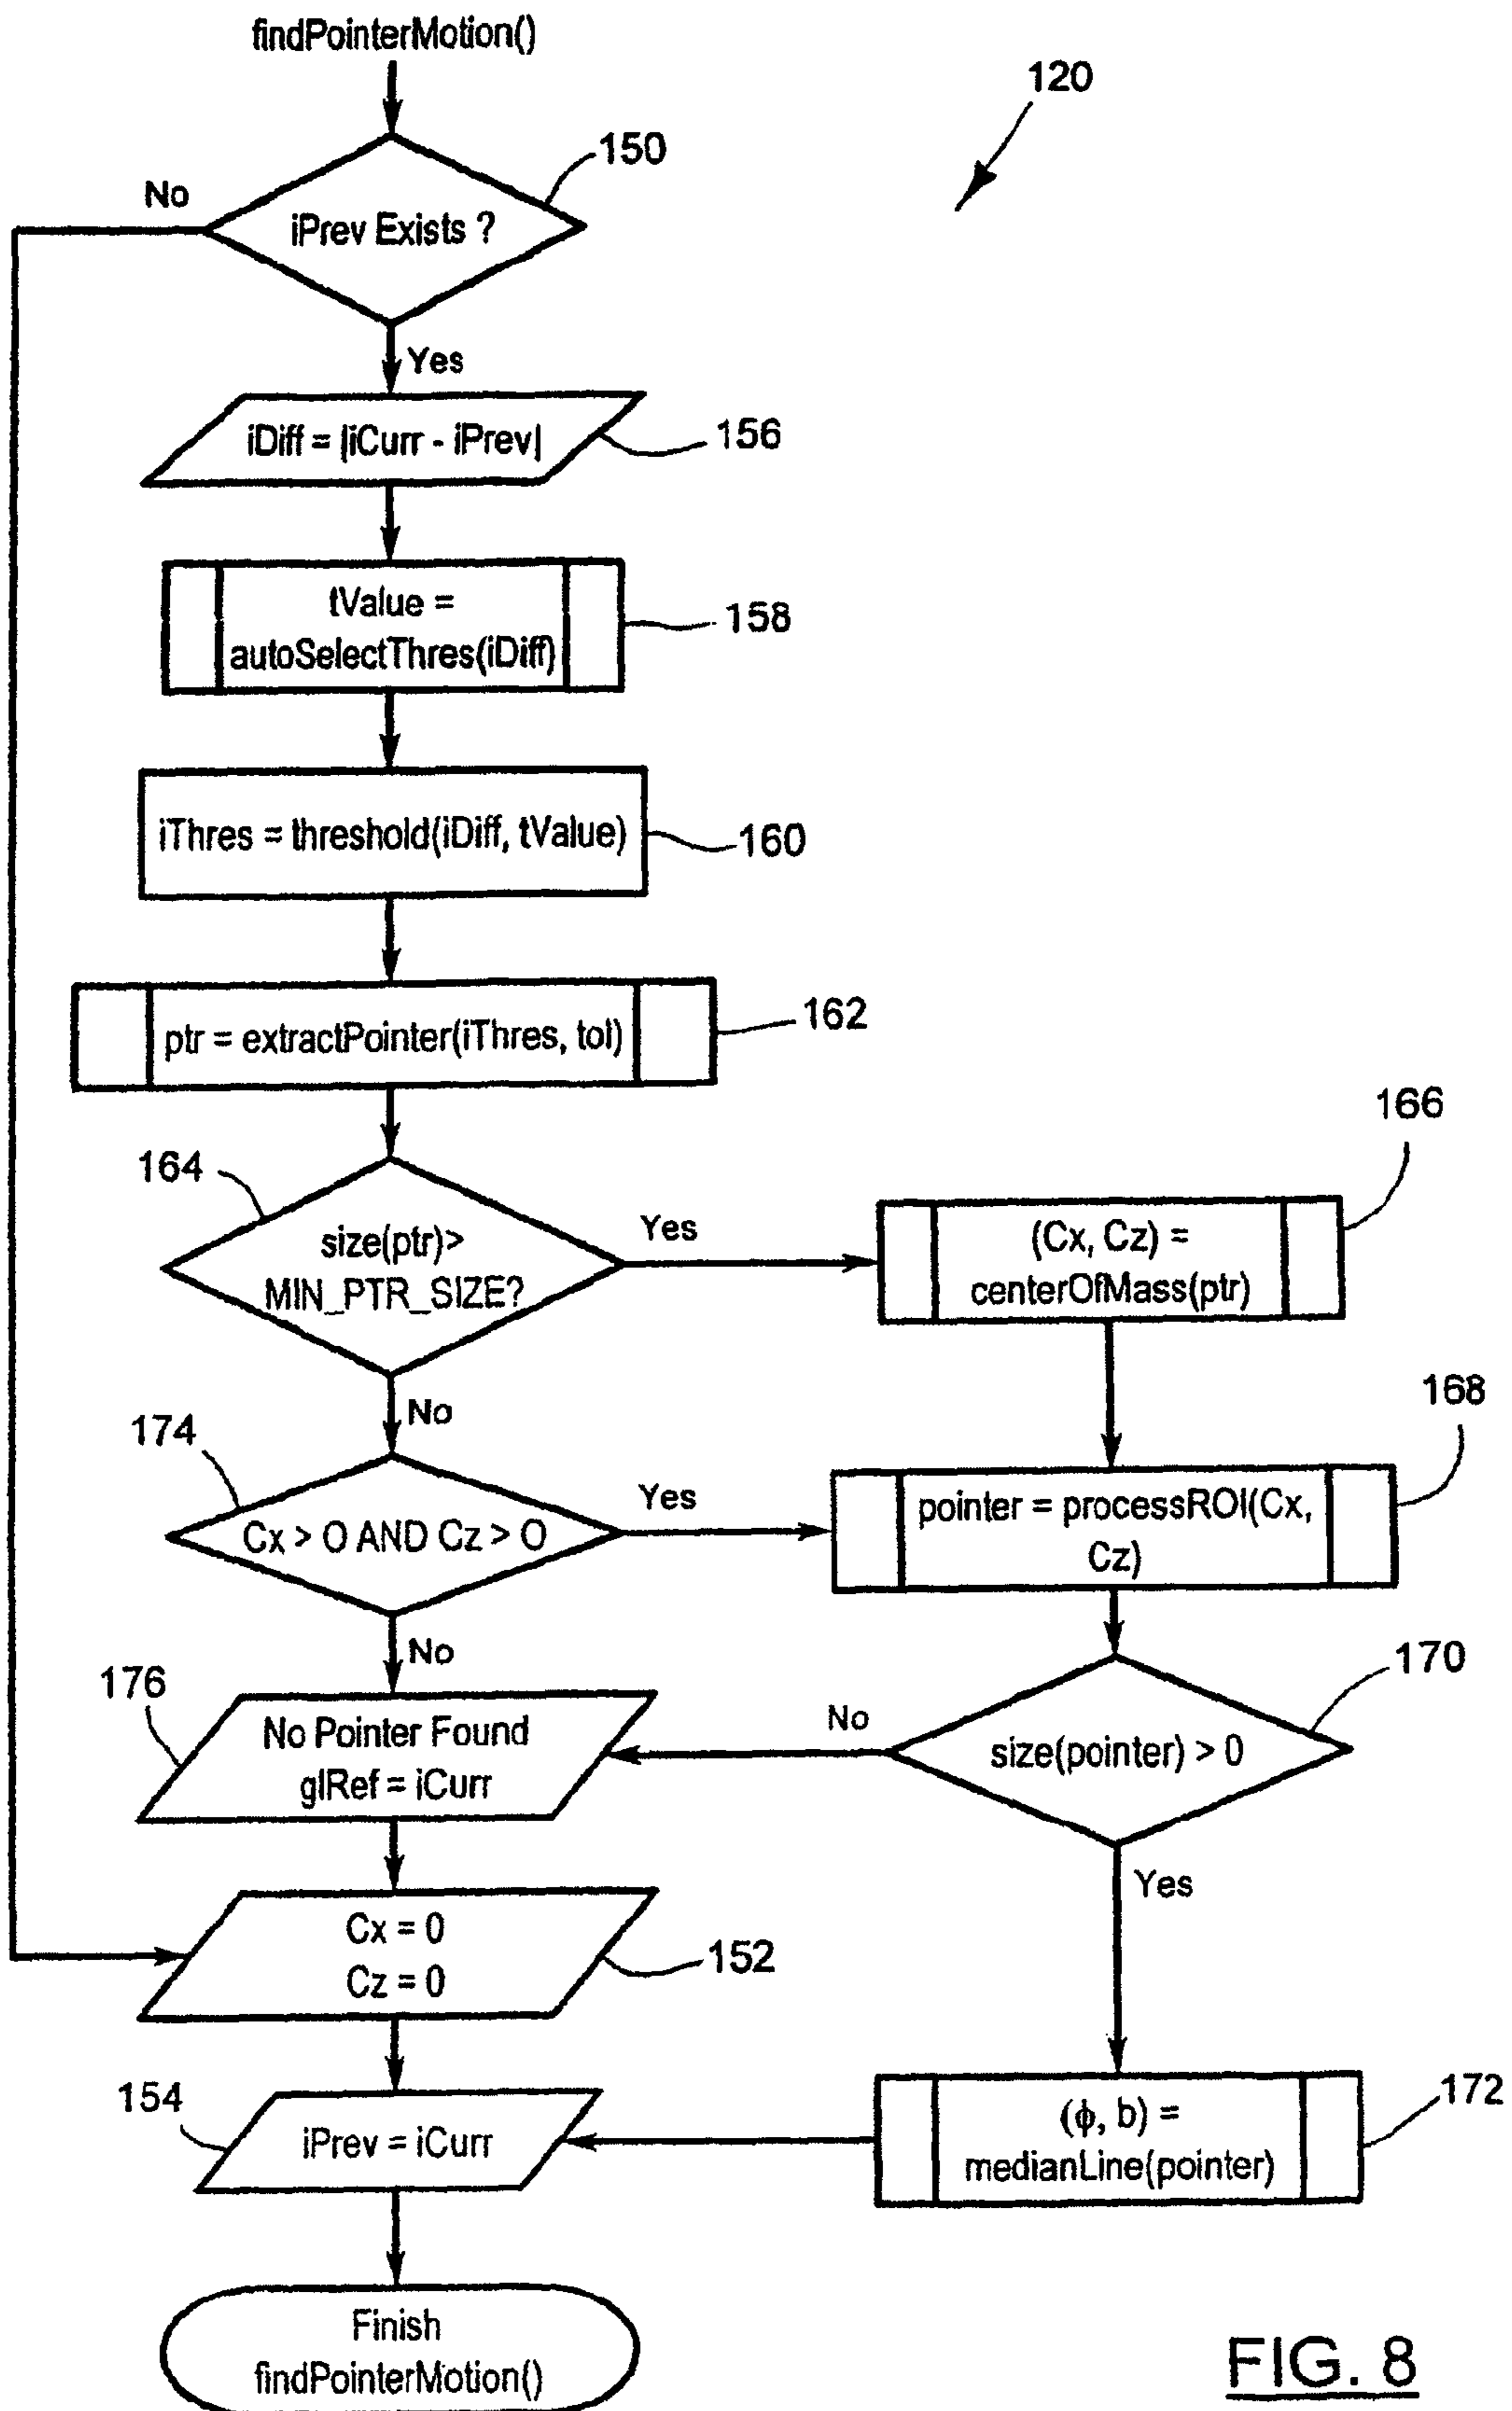 findPointerMotion()
120
150
No
iPrev Exists ?
Yes
iDiff = |iCurr - iPrev|
156
tValue =
autoSelectThres(iDiff)
158
iThres = threshold(iDiff, tValue)
160
ptr = extractPointer(iThres, tol)
162
164
size(ptr)>
MIN_PTR_SIZE?
Yes
166
(Cx, Cz) =
centerOfMass(ptr)
No
174
Cx > O AND Cz > O
Yes
168
pointer = processROI(Cx,
Cz)
No
176
No Pointer Found
glRef = iCurr
No
170
size(pointer) > 0
Yes
Cx = 0
Cz = 0
152
154
iPrev = iCurr
(ϕ, b) =
medianLine(pointer)
172
Finish
findPointerMotion()
FIG. 8